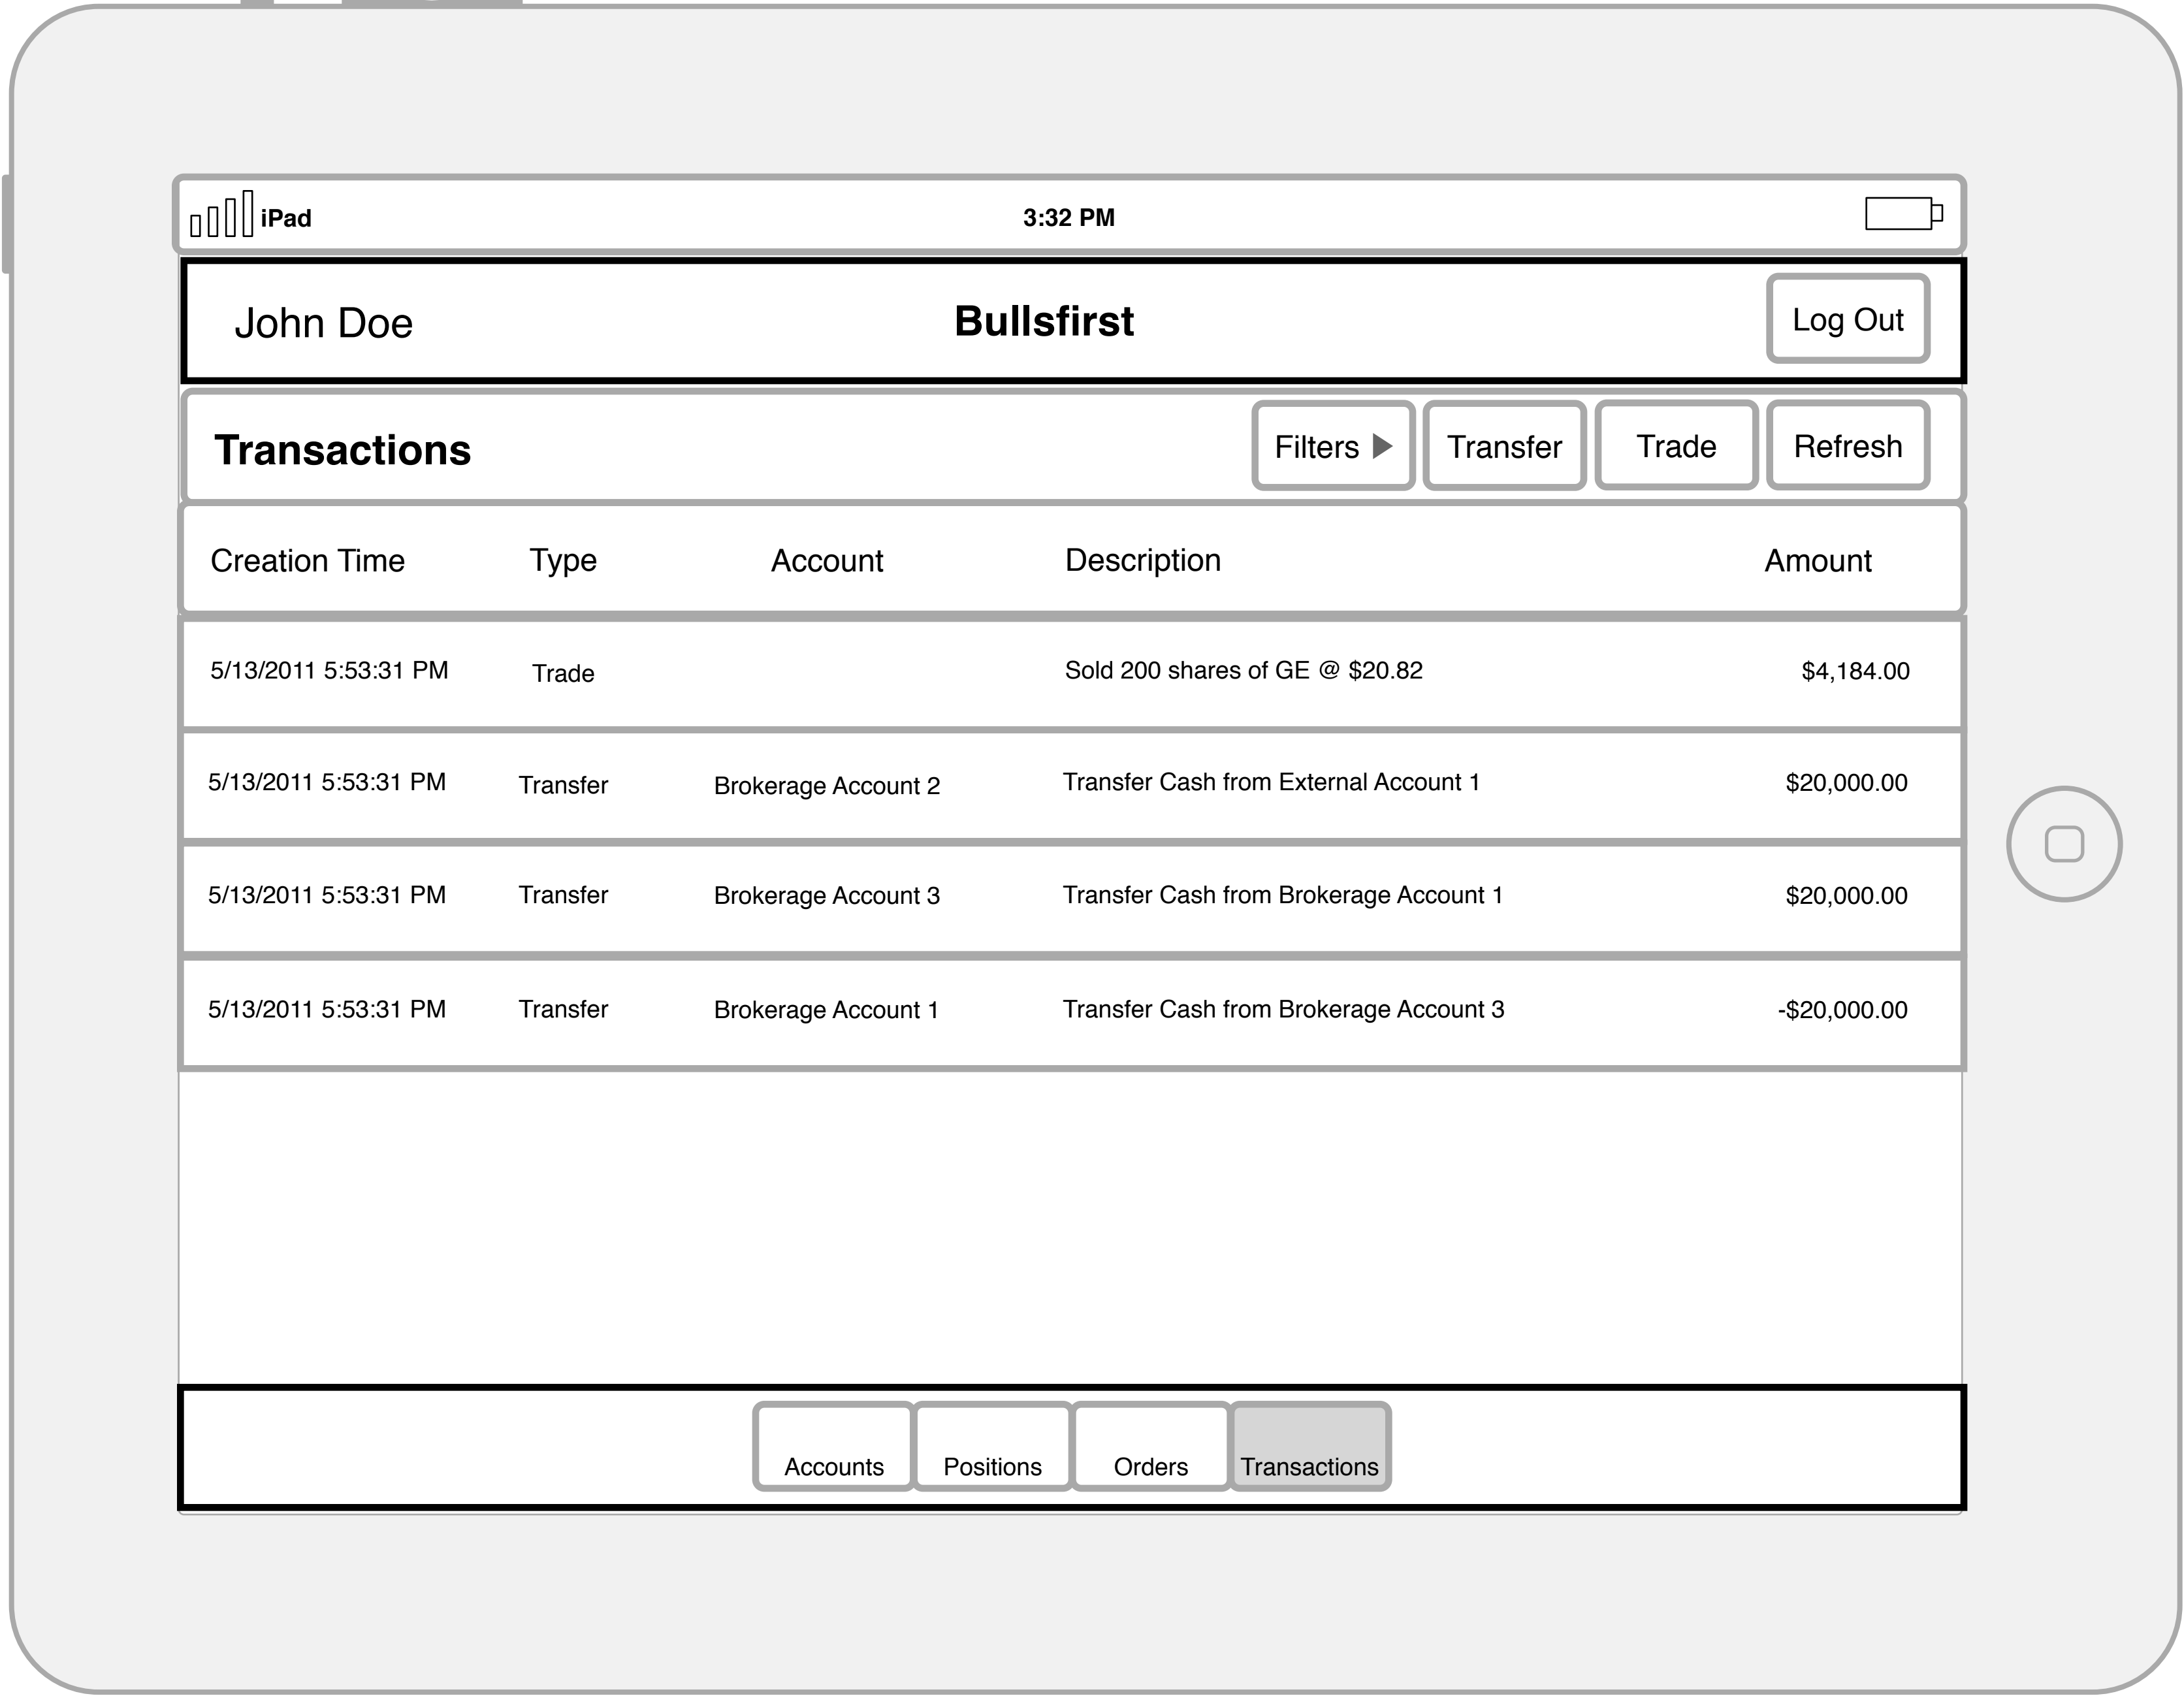 iPad 3:32 PM
John Doe Bullsfirst Log Out
Transactions Filters Transfer Trade Refresh
Creation Time Type Account Description Amount
5/13/2011 5:53:31 PM Trade Sold 200 shares of GE @ $20.82 $4,184.00
5/13/2011 5:53:31 PM Transfer Brokerage Account 2 Transfer Cash from External Account 1 $20,000.00
5/13/2011 5:53:31 PM Transfer Brokerage Account 3 Transfer Cash from Brokerage Account 1 $20,000.00
5/13/2011 5:53:31 PM Transfer Brokerage Account 1 Transfer Cash from Brokerage Account 3 -$20,000.00
Accounts Positions Orders Transactions